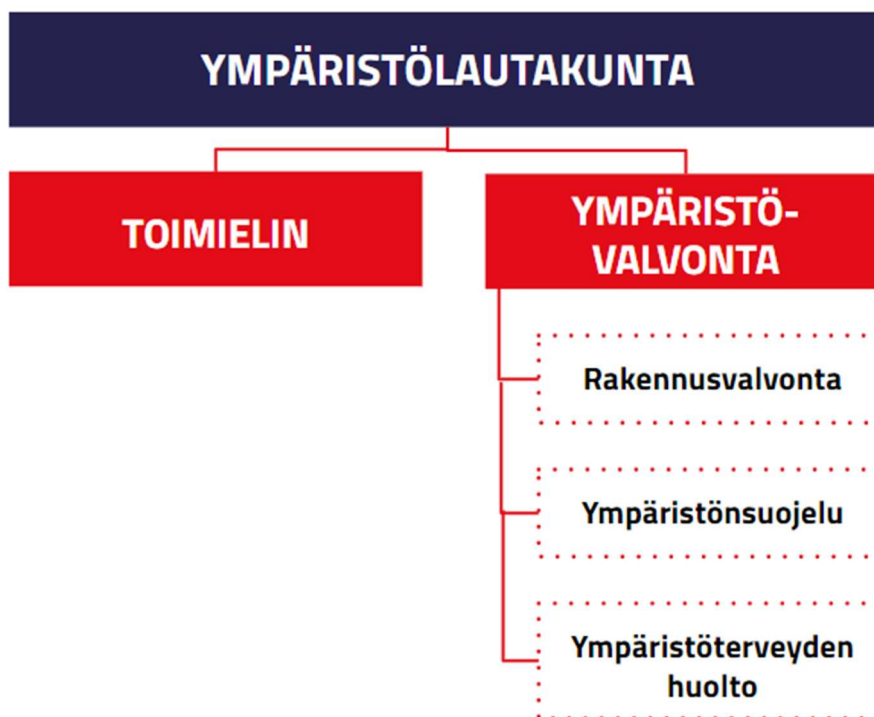 YMPÄRISTÖLAUTAKUNTA
TOIMIELIN
YMPÄRISTÖ-
VALVONTA
Rakennusvalvonta
Ympäristönsuojelu
Ympäristöterveyden
huolto